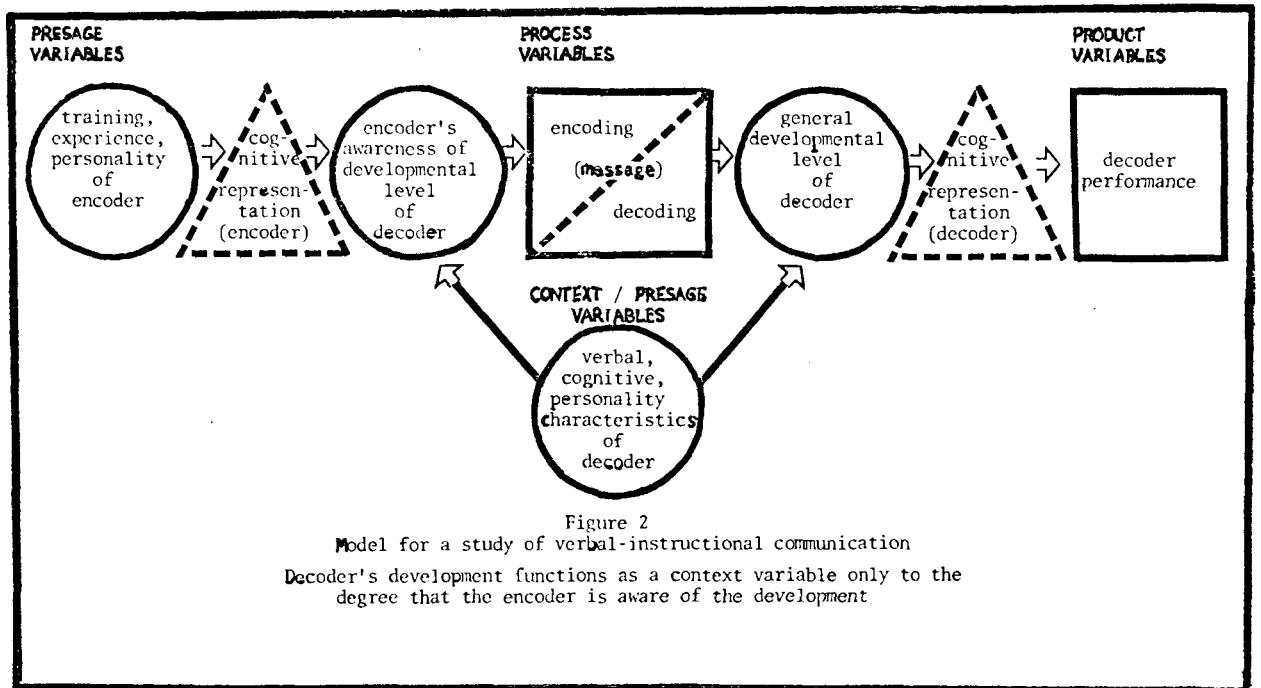 PRESAGE
VARIABLES
PROCESS
VARIABLES
PRODUCT
VARIABLES
training,
experience,
personality
of
encoder
cog-
nitive
represen-
tation
(encoder)
encoder's
awareness of
developmental
level
of
decoder
encoding
(message)
decoding
general
developmental
level
of
decoder
cog-
nitive
represen-
tation
(decoder)
decoder
performance
CONTEXT / PRESAGE
VARIABLES
verbal,
cognitive,
personality
characteristics
of
decoder
Figure 2
Model for a study of verbal-instructional communication
Decoder's development functions as a context variable only to the
degree that the encoder is aware of the development